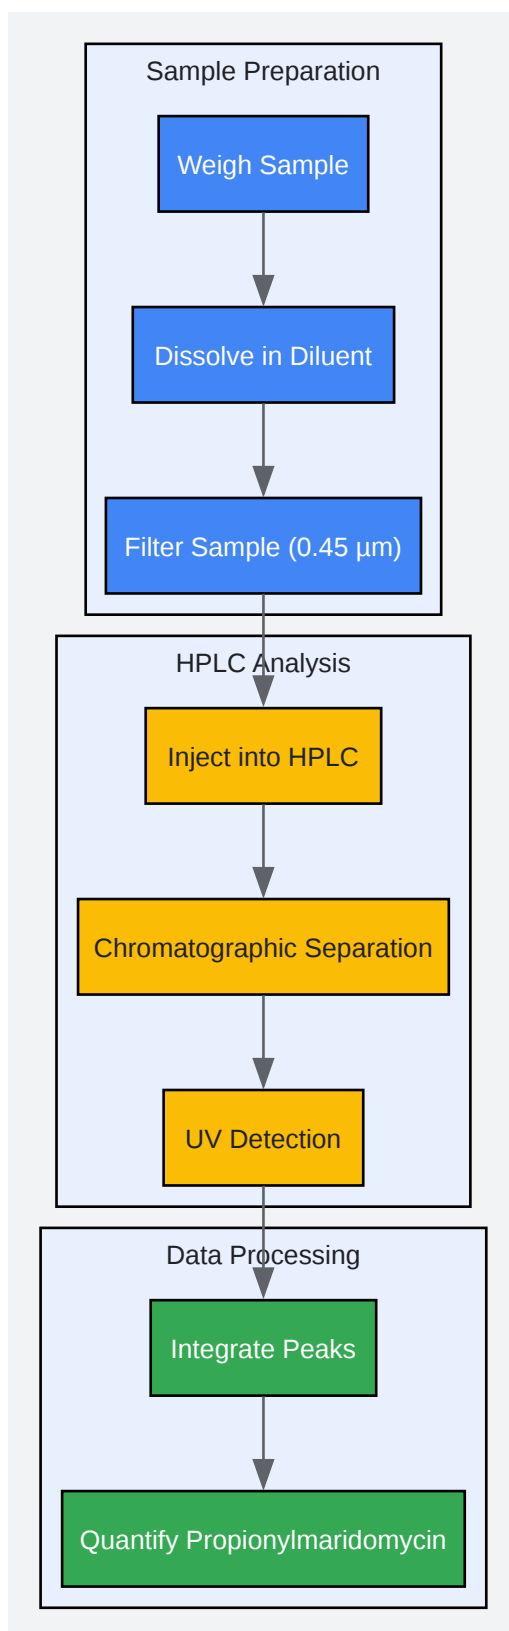 Sample Preparation
Weigh Sample
Dissolve in Diluent
Filter Sample (0.45 µm)
HPLC Analysis
Inject into HPLC
Chromatographic Separation
UV Detection
Data Processing
Integrate Peaks
Quantify Propionylmaridomycin